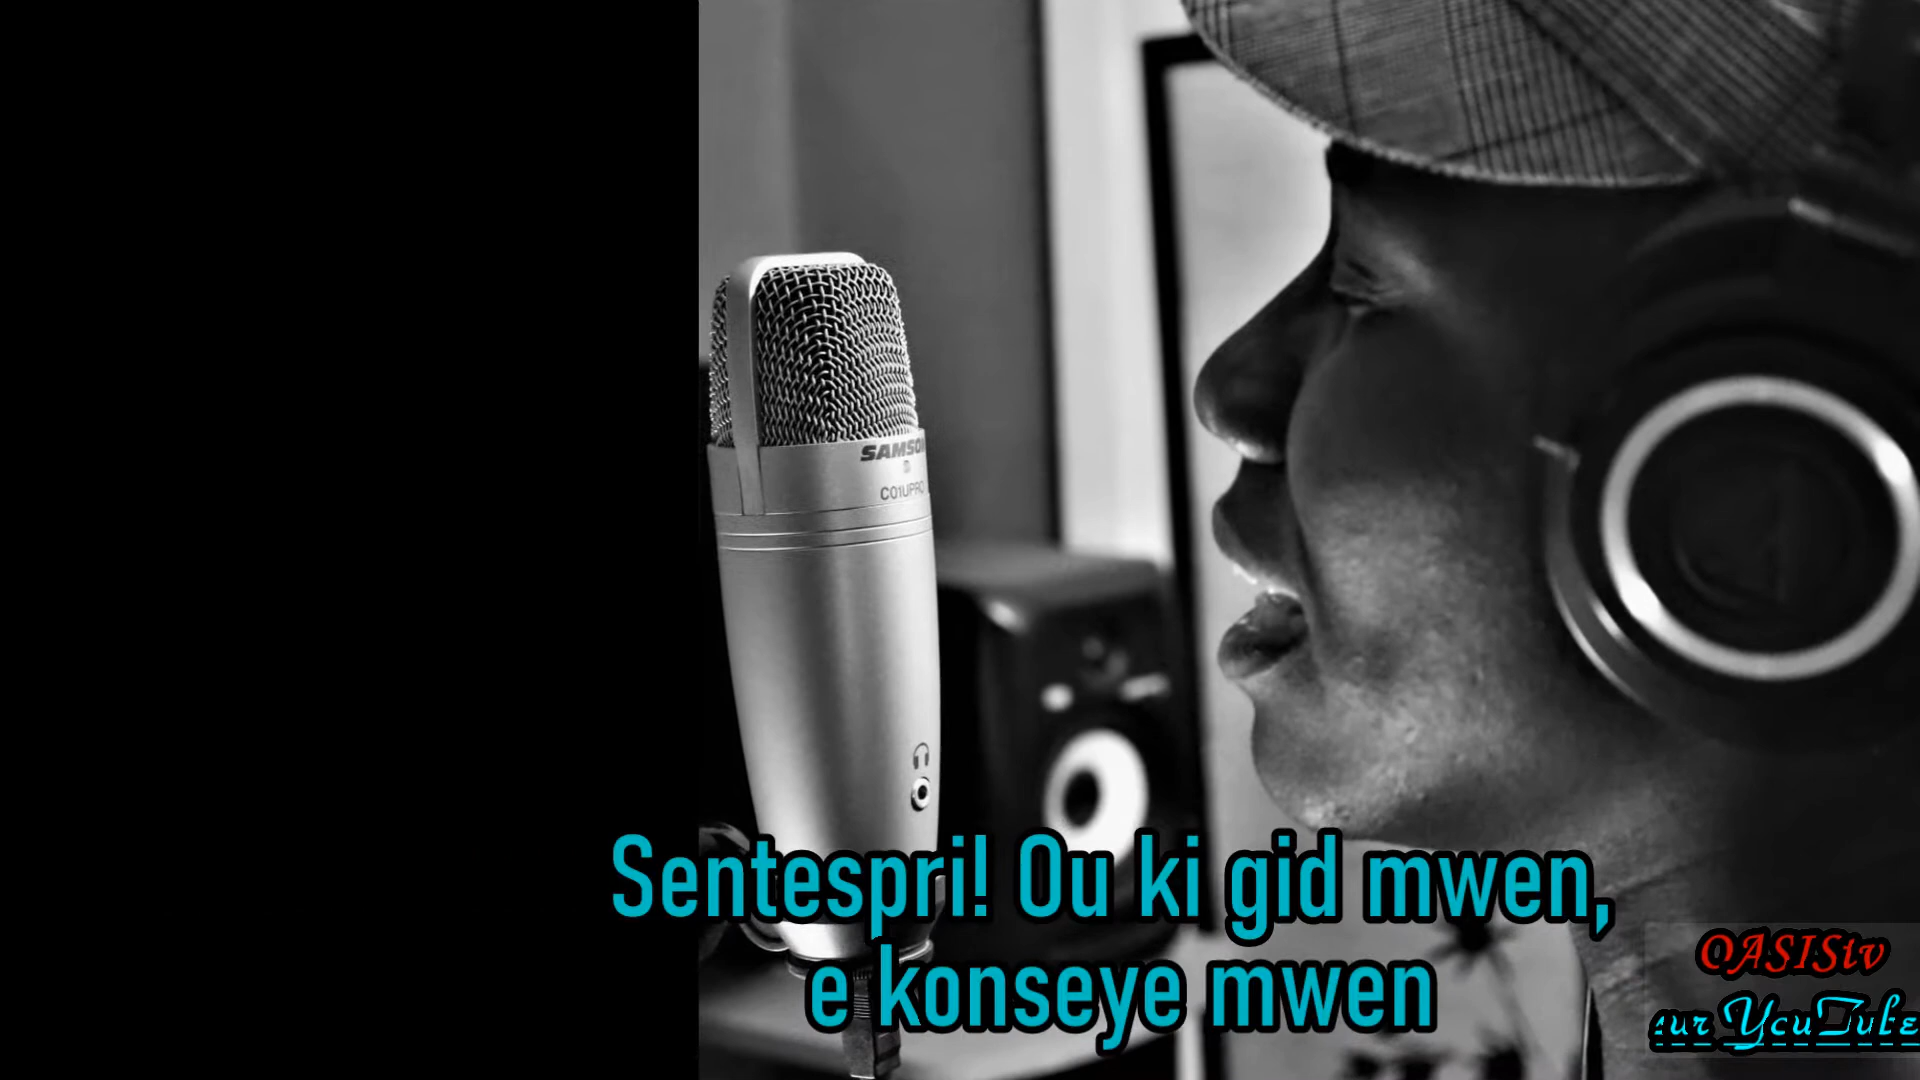 SAMSON
C01UPRO
Sentespri! Ou ki gid mwen,
e konseye mwen
OASIStv
sur YouTube